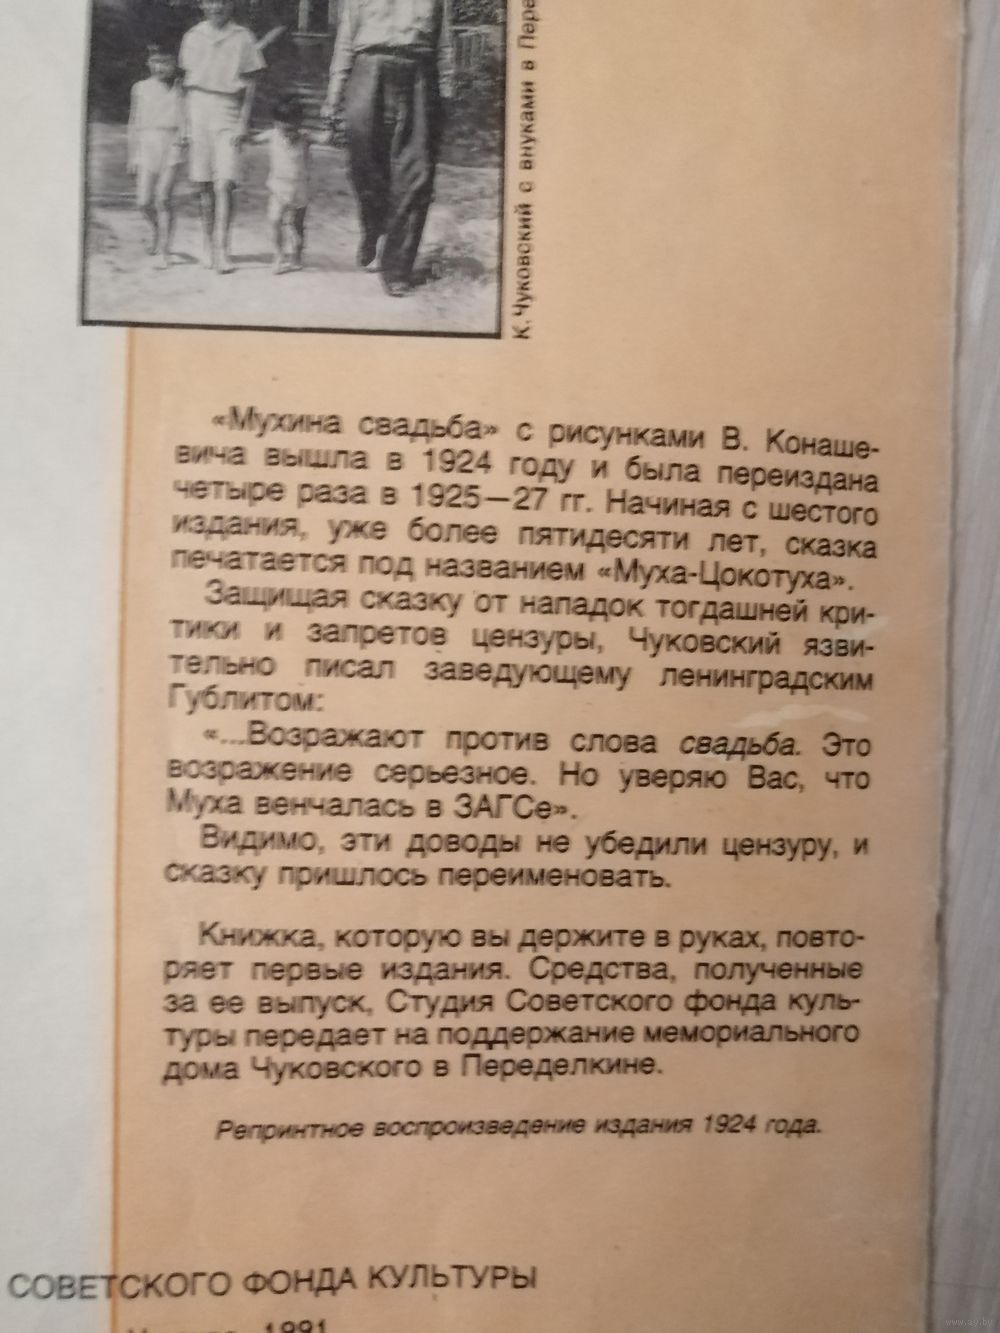 К. Чуковский с внуками в
«Мухина свадьба» с рисунками В. Конаше-
вича вышла в 1924 году и была переиздана
четыре раза в 1925—27 гг. Начиная с шестого
издания, уже более пятидесяти лет, сказка
печатается под названием «Муха-Цокотуха».
Защищая сказку от нападок тогдашней кри-
тики и запретов цензуры, Чуковский язви-
тельно писал заведующему ленинградским
Гублитом:
«...Возражают против слова свадьба. Это
возражение серьезное. Но уверяю Вас, что
Муха венчалась в ЗАГСе».
Видимо, эти доводы не убедили цензуру, и
сказку пришлось переименовать.
Книжка, которую вы держите в руках, повто-
ряет первые издания. Средства, полученные
за ее выпуск, Студия Советского фонда куль-
туры передает на поддержание мемориального
дома Чуковского в Переделкине.
Репринтное воспроизведение издания 1924 года.
СОВЕТСКОГО ФОНДА КУЛЬТУРЫ
1991
www.ay.by